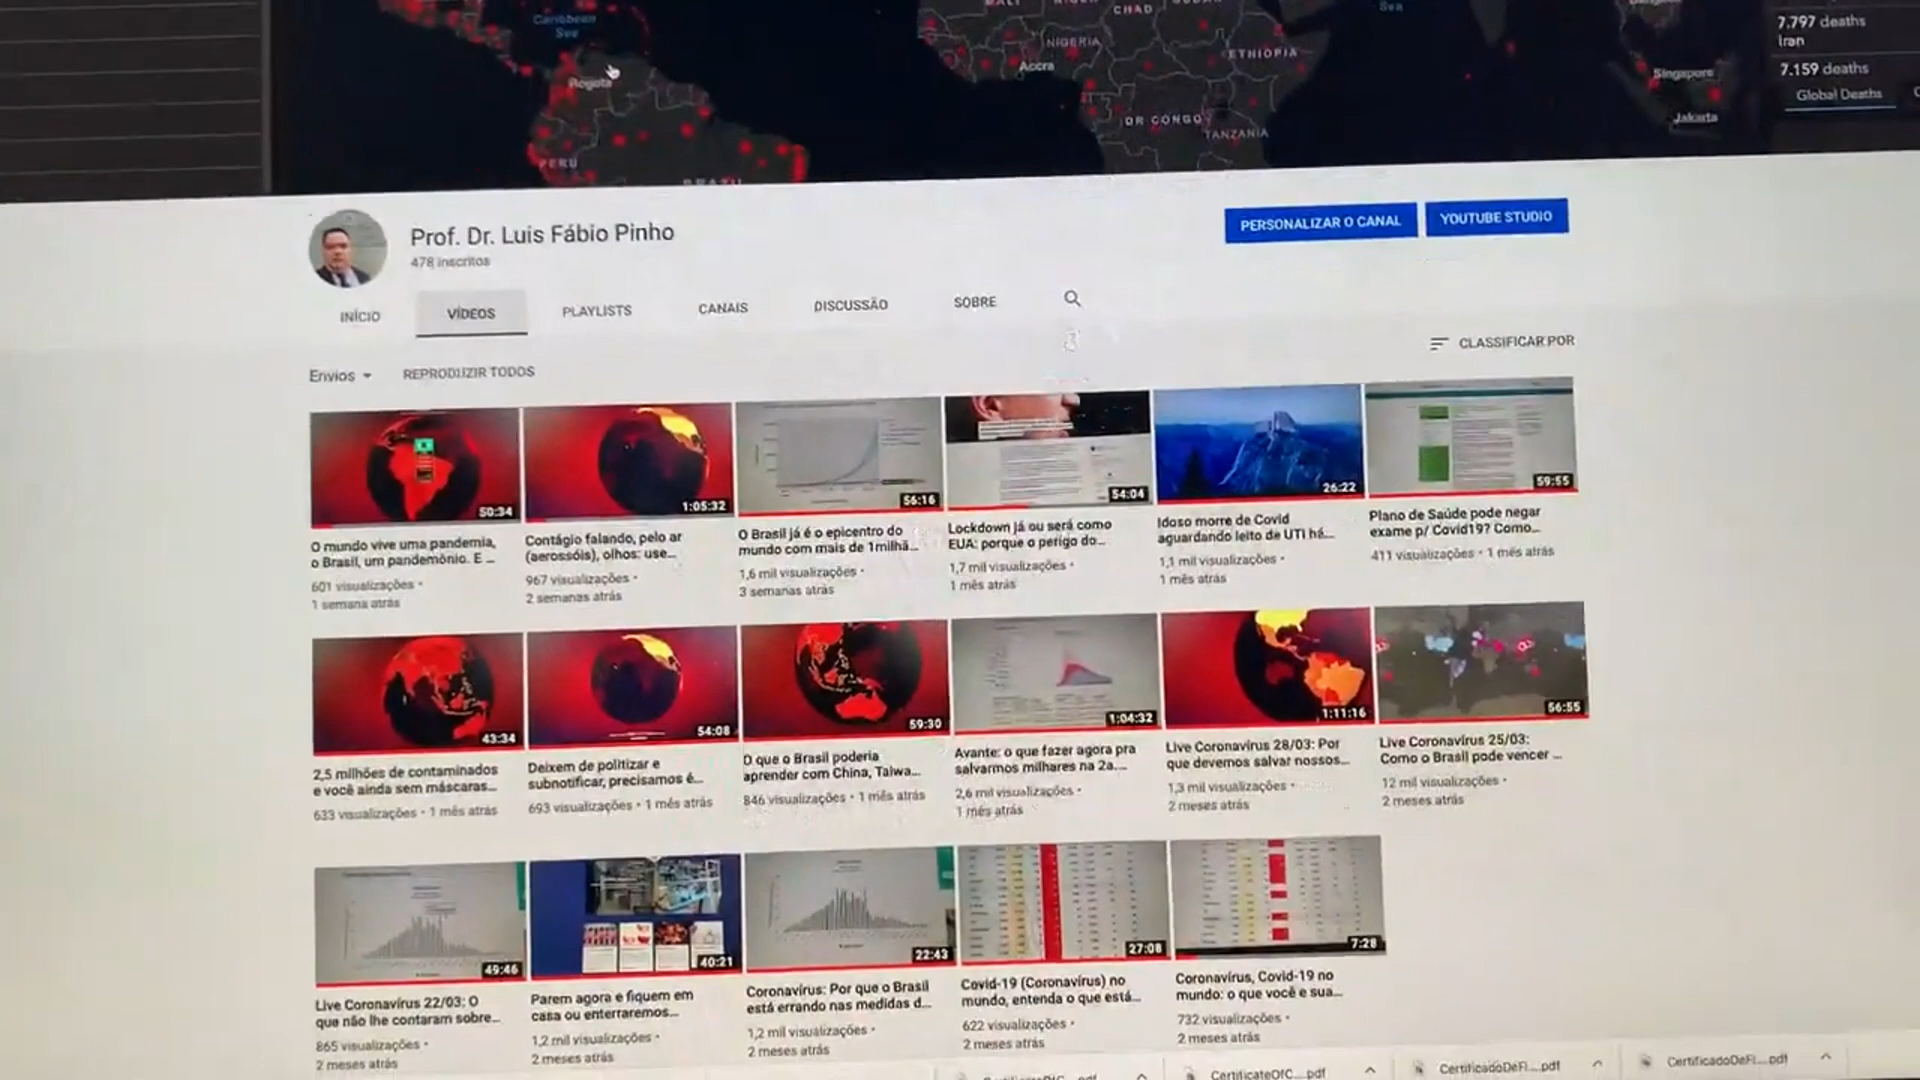 Caribbean
Sea
CHAD
Sea
7.797 deaths
Iran
NIGERIA
ETHIOPIA
Accra
Bogota
Singapore
7.159 deaths
Global Deaths
DR CONGO
TANZANIA
Jakarta
PERU
BRAZIL
Prof. Dr. Luis Fábio Pinho
478 inscritos
PERSONALIZAR O CANAL
YOUTUBE STUDIO
INÍCIO
VÍDEOS
PLAYLISTS
CANAIS
DISCUSSÃO
SOBRE
CLASSIFICAR POR
Envios
REPRODUZIR TODOS
50:34
1:05:32
56:16
54:04
26:22
59:55
O mundo vive uma pandemia,
o Brasil, um pandemônio. E ...
601 visualizações •
1 semana atrás
Contágio falando, pelo ar
(aerossóis), olhos: use...
967 visualizações •
2 semanas atrás
O Brasil já é o epicentro do
mundo com mais de 1milhã...
1,6 mil visualizações •
3 semanas atrás
Lockdown já ou será como
EUA: porque o perigo do...
1,7 mil visualizações •
1 mês atrás
Idoso morre de Covid
aguardando leito de UTI há...
1,1 mil visualizações •
1 mês atrás
Plano de Saúde pode negar
exame p/ Covid19? Como...
411 visualizações • 1 mês atrás
43:34
54:08
59:30
1:04:32
1:11:16
56:55
2,5 milhões de contaminados
e você ainda sem máscaras...
633 visualizações • 1 mês atrás
Deixem de politizar e
subnotificar, precisamos é...
693 visualizações • 1 mês atrás
O que o Brasil poderia
aprender com China, Taiwa...
846 visualizações • 1 mês atrás
Avante: o que fazer agora pra
salvarmos milhares na 2a....
2,6 mil visualizações •
1 mês atrás
Live Coronavírus 28/03: Por
que devemos salvar nossos...
1,3 mil visualizações •
2 meses atrás
Live Coronavírus 25/03:
Como o Brasil pode vencer ...
12 mil visualizações •
2 meses atrás
49:46
40:21
22:43
27:08
7:28
Live Coronavírus 22/03: O
que não lhe contaram sobre...
865 visualizações •
2 meses atrás
Parem agora e fiquem em
casa ou enterraremos...
1,2 mil visualizações •
2 meses atrás
Coronavírus: Por que o Brasil
está errando nas medidas d...
1,2 mil visualizações •
2 meses atrás
Covid-19 (Coronavírus) no
mundo, entenda o que está...
622 visualizações •
2 meses atrás
Coronavírus, Covid-19 no
mundo: o que você e sua...
732 visualizações •
2 meses atrás
CertificateOfC....pdf
CertificadoDeFi....pdf
CertificadoDeFi....pdf